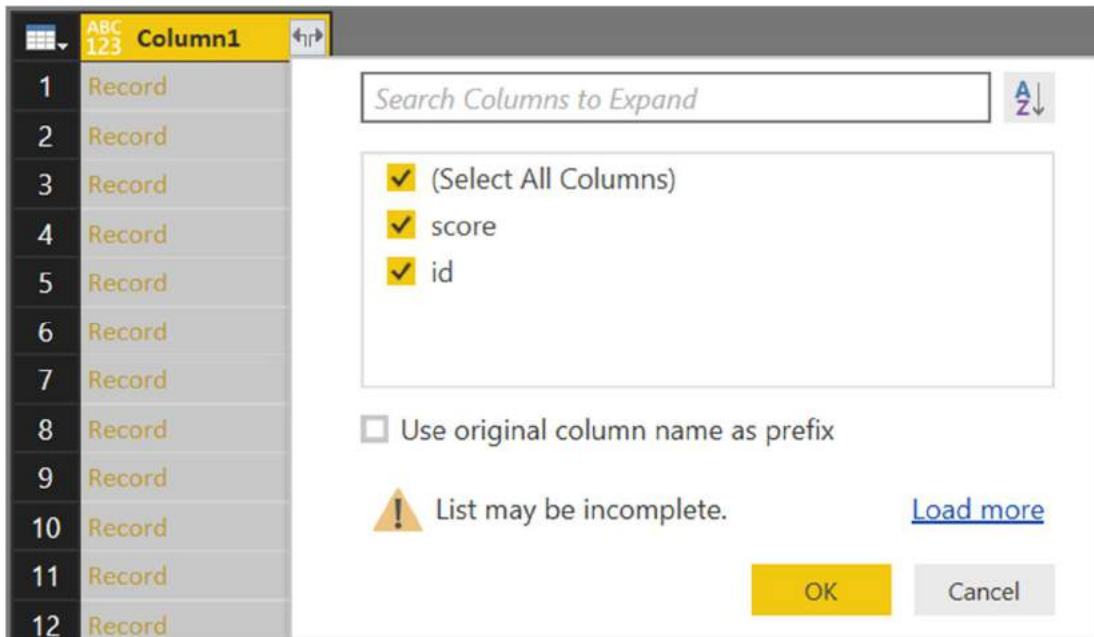 ABC
123 Column1
1 Record
2 Record
3 Record
4 Record
5 Record
6 Record
7 Record
8 Record
9 Record
10 Record
11 Record
12 Record
Search Columns to Expand
A
Z
(Select All Columns)
score
id
Use original column name as prefix
List may be incomplete. Load more
OK Cancel